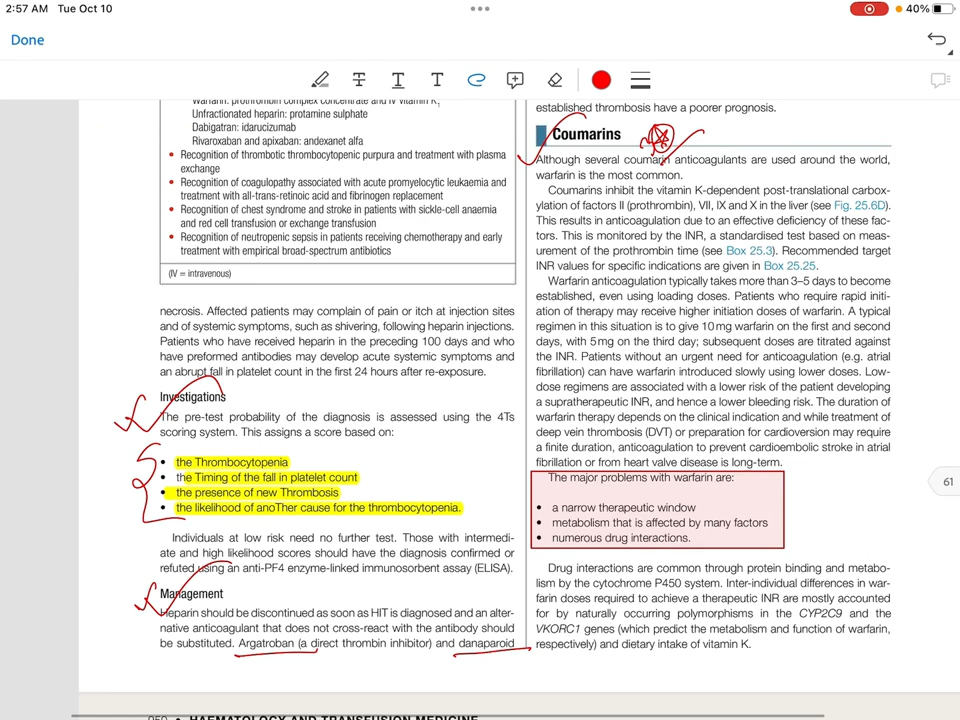 2:57 AM Tue Oct 10
40%
Done
Warfarin: prothrombin complex concentrate and IV vitamin K1
Unfractionated heparin: protamine sulphate
Dabigatran: idarucizumab
Rivaroxaban and apixaban: andexanet alfa
• Recognition of thrombotic thrombocytopenic purpura and treatment with plasma
exchange
• Recognition of coagulopathy associated with acute promyelocytic leukaemia and
treatment with all-trans-retinoic acid and fibrinogen replacement
• Recognition of chest syndrome and stroke in patients with sickle-cell anaemia
and red cell transfusion or exchange transfusion
• Recognition of neutropenic sepsis in patients receiving chemotherapy and early
treatment with empirical broad-spectrum antibiotics
(IV = intravenous)
necrosis. Affected patients may complain of pain or itch at injection sites
and of systemic symptoms, such as shivering, following heparin injections.
Patients who have received heparin in the preceding 100 days and who
have preformed antibodies may develop acute systemic symptoms and
an abrupt fall in platelet count in the first 24 hours after re-exposure.
Investigations
The pre-test probability of the diagnosis is assessed using the 4Ts
scoring system. This assigns a score based on:
• the Thrombocytopenia
• the Timing of the fall in platelet count
• the presence of new Thrombosis
• the likelihood of anoTher cause for the thrombocytopenia.
Individuals at low risk need no further test. Those with intermedi-
ate and high likelihood scores should have the diagnosis confirmed or
refuted using an anti-PF4 enzyme-linked immunosorbent assay (ELISA).
Management
Heparin should be discontinued as soon as HIT is diagnosed and an alter-
native anticoagulant that does not cross-react with the antibody should
be substituted. Argatroban (a direct thrombin inhibitor) and danaparoid
established thrombosis have a poorer prognosis.
Coumarins
Although several coumarin anticoagulants are used around the world,
warfarin is the most common.
Coumarins inhibit the vitamin K-dependent post-translational carbox-
ylation of factors II (prothrombin), VII, IX and X in the liver (see Fig. 25.6D).
This results in anticoagulation due to an effective deficiency of these fac-
tors. This is monitored by the INR, a standardised test based on meas-
urement of the prothrombin time (see Box 25.3). Recommended target
INR values for specific indications are given in Box 25.25.
Warfarin anticoagulation typically takes more than 3–5 days to become
established, even using loading doses. Patients who require rapid initi-
ation of therapy may receive higher initiation doses of warfarin. A typical
regimen in this situation is to give 10 mg warfarin on the first and second
days, with 5 mg on the third day; subsequent doses are titrated against
the INR. Patients without an urgent need for anticoagulation (e.g. atrial
fibrillation) can have warfarin introduced slowly using lower doses. Low-
dose regimens are associated with a lower risk of the patient developing
a supratherapeutic INR, and hence a lower bleeding risk. The duration of
warfarin therapy depends on the clinical indication and while treatment of
deep vein thrombosis (DVT) or preparation for cardioversion may require
a finite duration, anticoagulation to prevent cardioembolic stroke in atrial
fibrillation or from heart valve disease is long-term.
The major problems with warfarin are:
• a narrow therapeutic window
• metabolism that is affected by many factors
• numerous drug interactions.
Drug interactions are common through protein binding and metabo-
lism by the cytochrome P450 system. Inter-individual differences in war-
farin doses required to achieve a therapeutic INR are mostly accounted
for by naturally occurring polymorphisms in the CYP2C9 and the
VKORC1 genes (which predict the metabolism and function of warfarin,
respectively) and dietary intake of vitamin K.
61
950 • HAEMATOLOGY AND TRANSFUSION MEDICINE